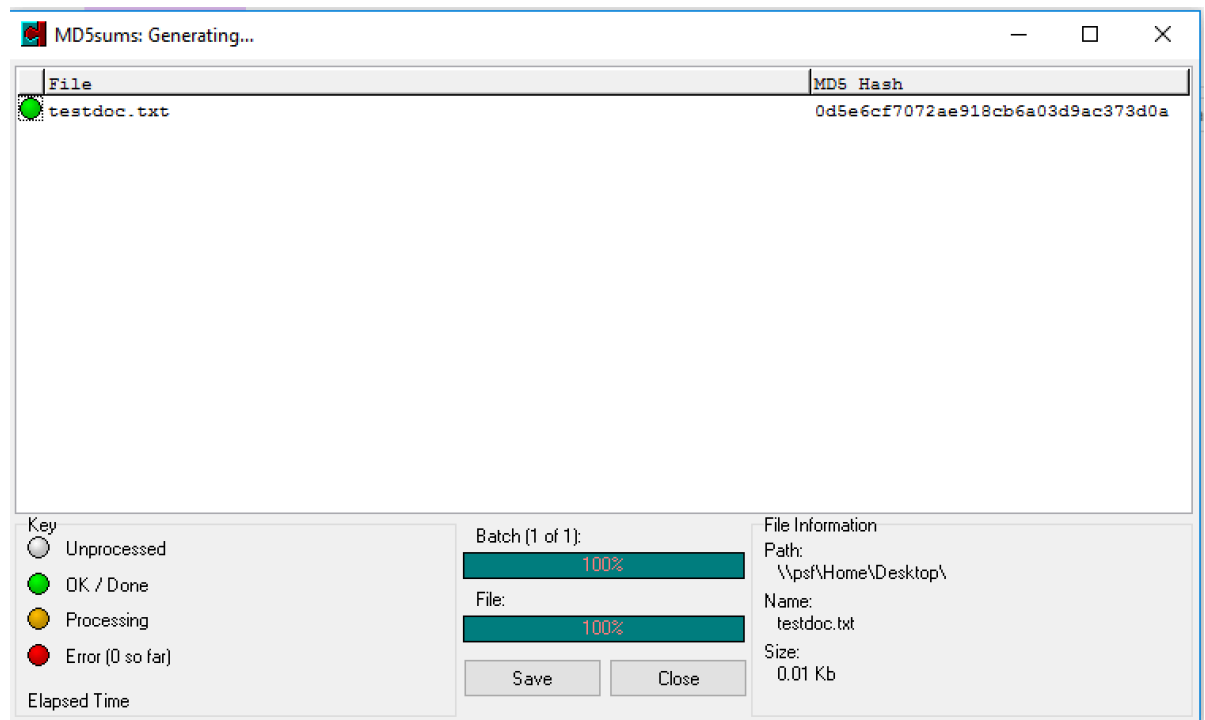 MD5sums: Generating...
File MD5 Hash
testdoc.txt 0d5e6cf7072ae918cb6a03d9ac373d0a
Key
Unprocessed
OK / Done
Processing
Error (0 so far)
Elapsed Time
Batch (1 of 1):
100%
File:
100%
Save Close
File Information
Path:
\\psf\Home\Desktop\
Name:
testdoc.txt
Size:
0.01 Kb